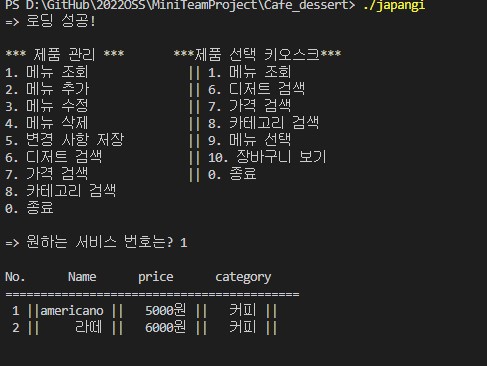 PS D:\GitHub\2022OSS\MiniTeamProject\Cafe_dessert> ./japangi
=> 로딩 성공!
*** 제품 관리 *** ***제품 선택 키오스크***
1. 메뉴 조회 || 1. 메뉴 조회
2. 메뉴 추가 || 6. 디저트 검색
3. 메뉴 수정 || 7. 가격 검색
4. 메뉴 삭제 || 8. 카테고리 검색
5. 변경 사항 저장 || 9. 메뉴 선택
6. 디저트 검색 || 10. 장바구니 보기
7. 가격 검색 || 0. 종료
8. 카테고리 검색
0. 종료
=> 원하는 서비스 번호는? 1
No. Name price category
==========================================
1 ||americano || 5000원 || 커피 ||
2 || 라떼 || 6000원 || 커피 ||